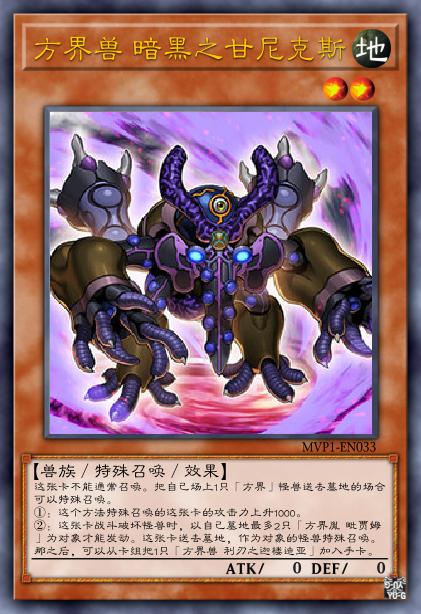 方界兽 暗黑之甘尼克斯
地
MVP1-EN033
【兽族/特殊召唤/效果】
这张卡不能通常召唤。把自己场上1只「方界」怪兽送去墓地的场合
可以特殊召唤。
①：这个方法特殊召唤的这张卡的攻击力上升1000。
②：这张卡战斗破坏怪兽时，以自己墓地最多2只「方界胤 毗贾姆
」为对象才能发动。这张卡送去墓地，作为对象的怪兽特殊召唤。
那之后，可以从卡组把1只「方界兽 利刃之迦楼迪亚」加入手卡。
ATK/ 0 DEF/ 0